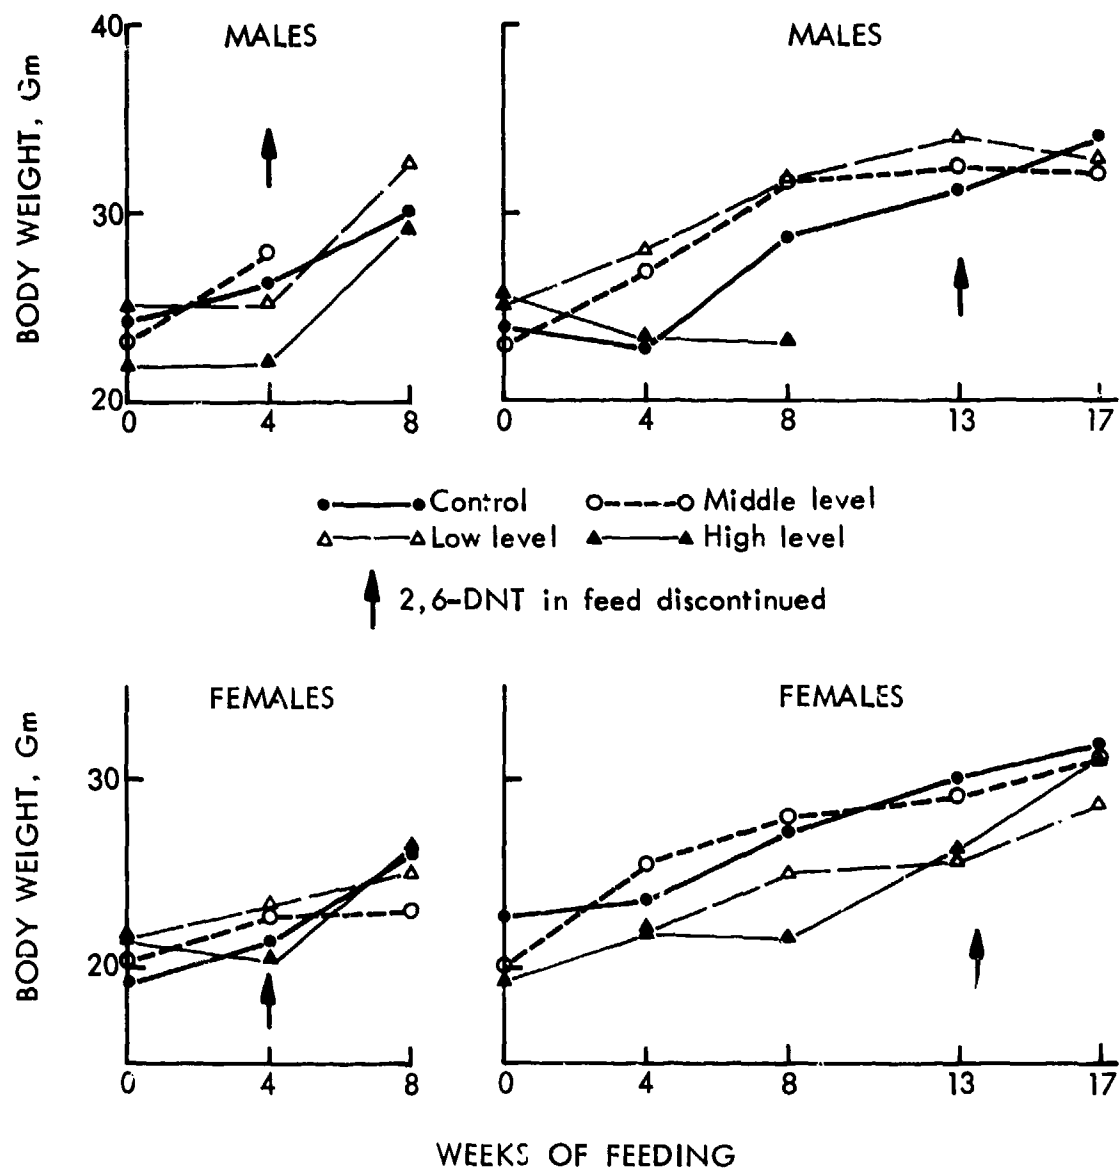 MALES
MALES
BODY WEIGHT, Gm
40
30
20
0 4 8
0 4 8 13 17
Control
Middle level
Low level
High level
2,6-DNT in feed discontinued
FEMALES
FEMALES
BODY WEIGHT, Gm
30
20
0 4 8
0 4 8 13 17
WEEKS OF FEEDING